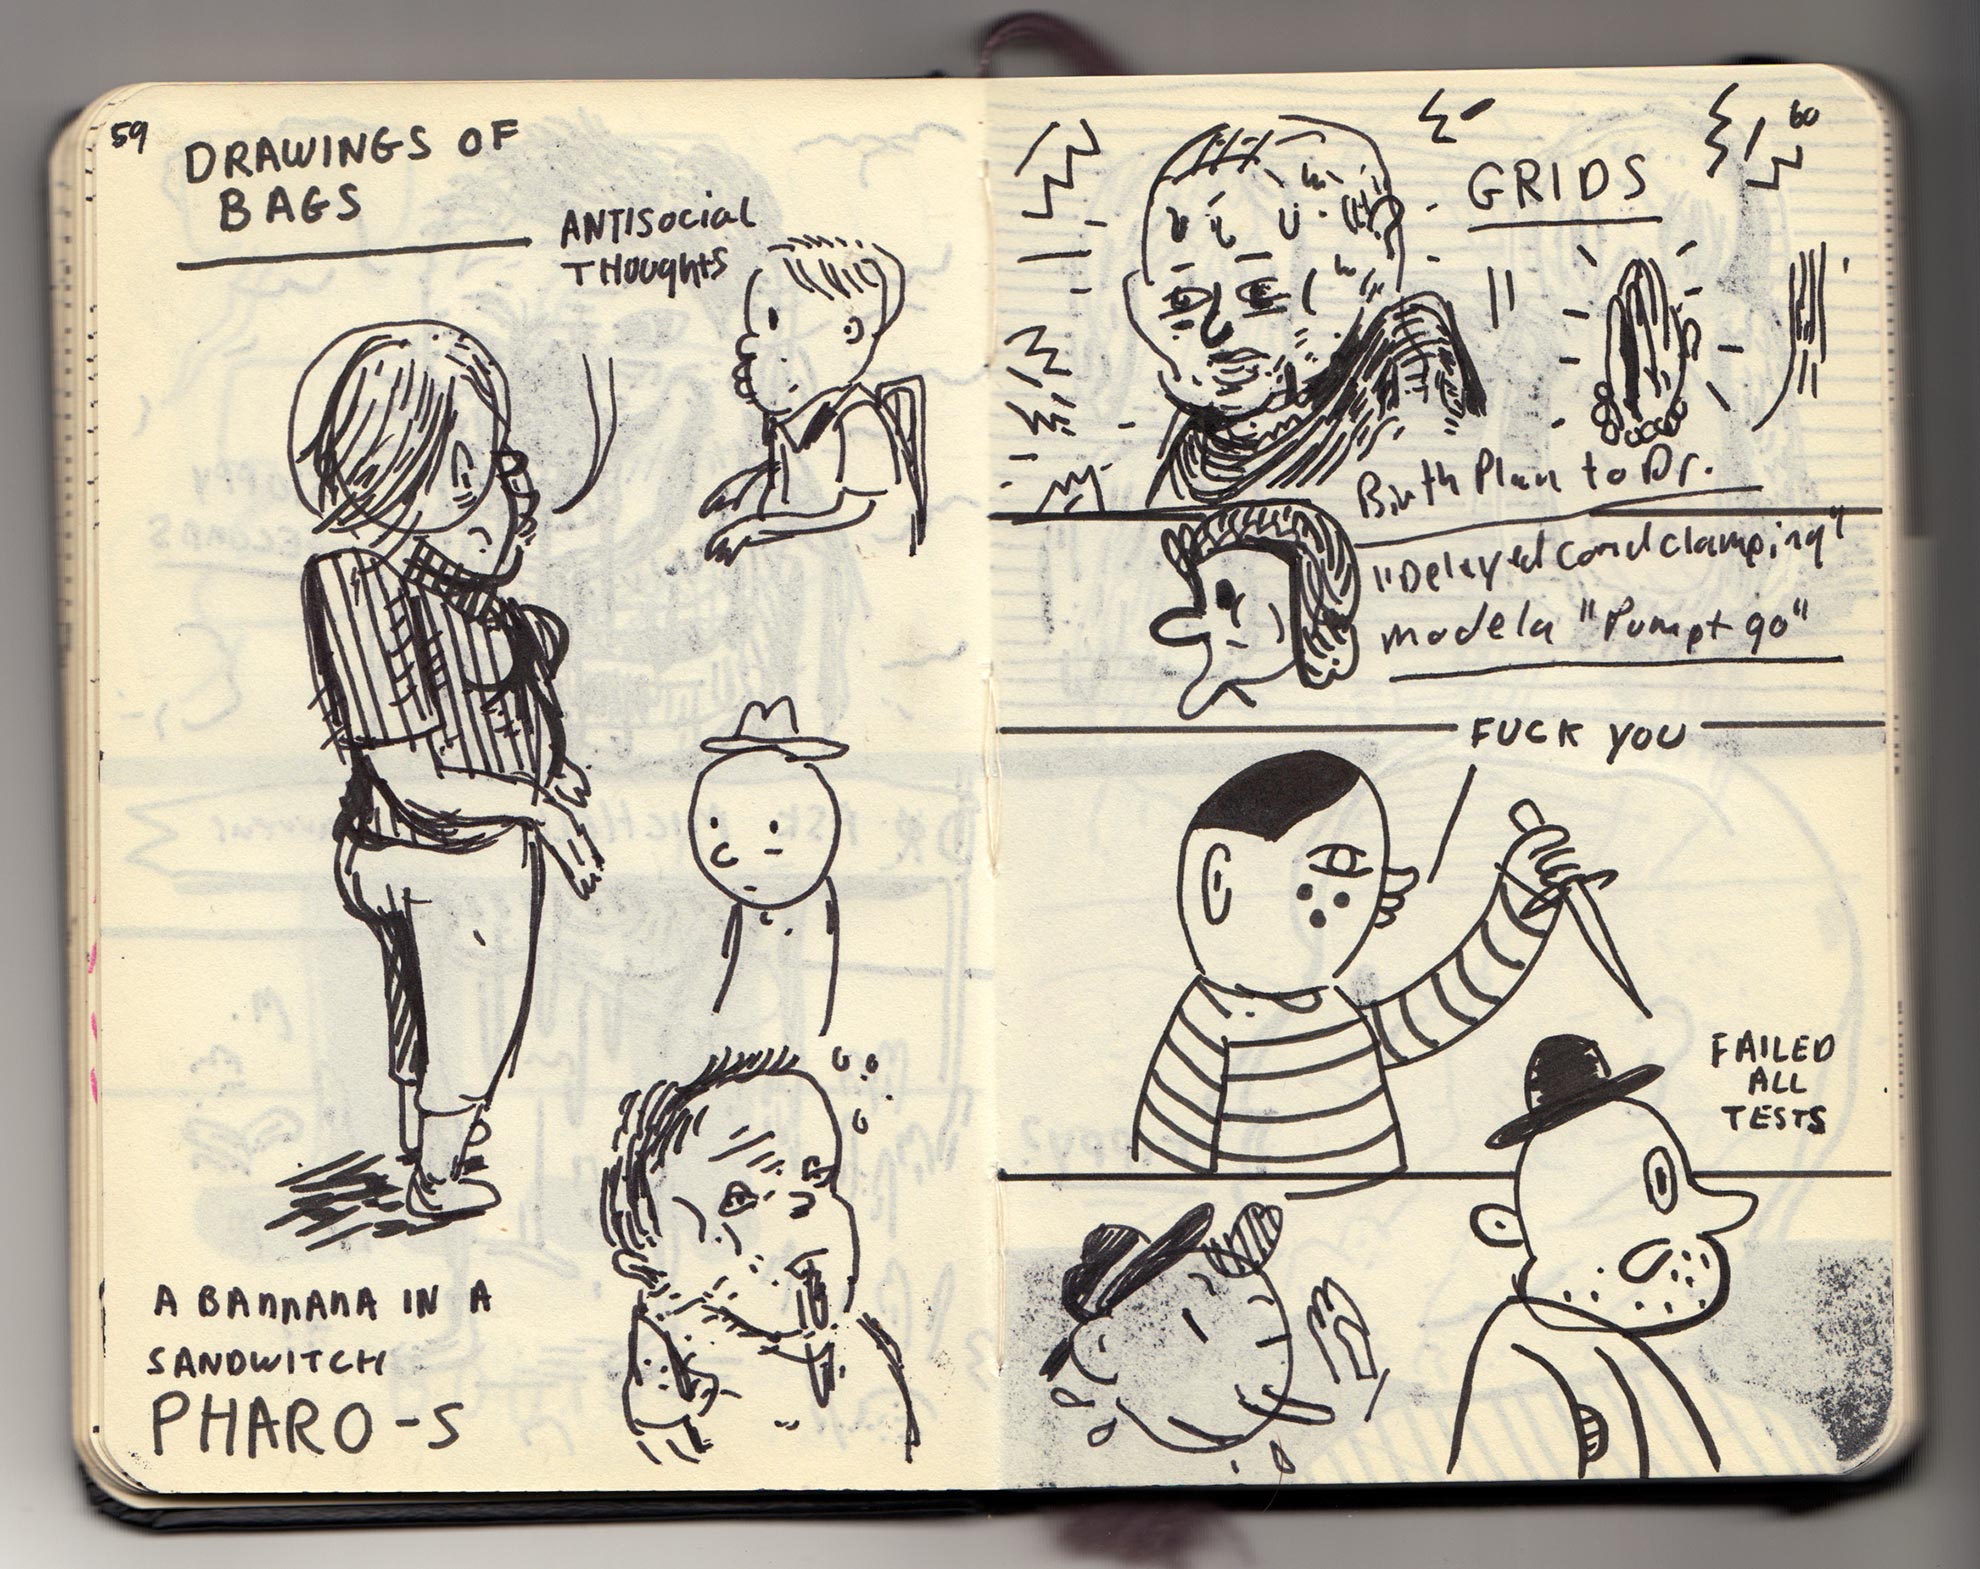 59
DRAWINGS OF
BAGS
ANTISocial
THOughtS
A BAnnAnA IN A
SANDWITCH
PHARO-S
60
GRIDS
Birth Plan to Dr.
"Delayed Cord clamping"
"Pump + go"
FUCK YOU
FAILED
ALL
TESTS